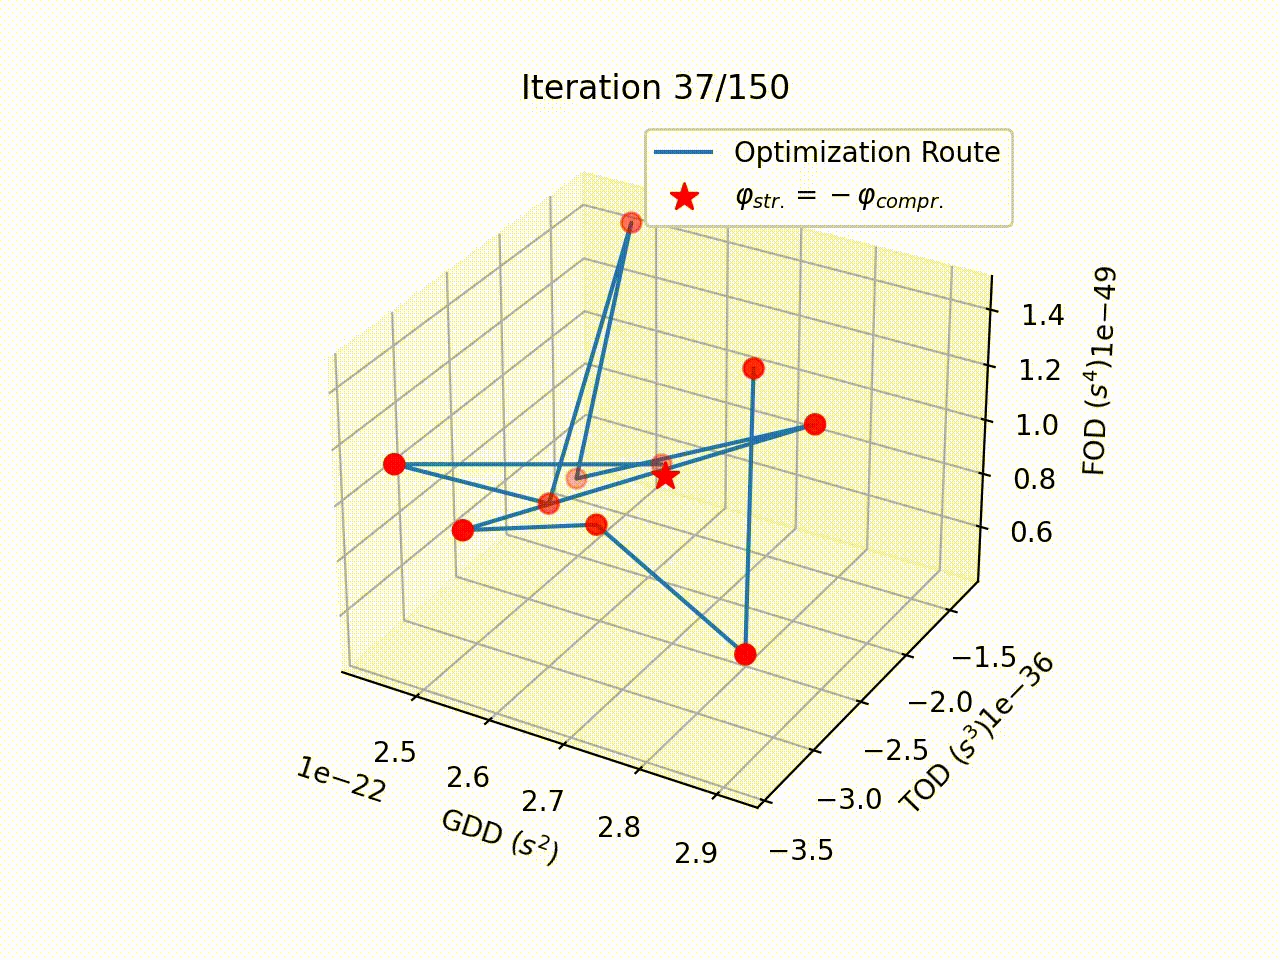 Iteration 37/150
Optimization Route
φstr. = − φcompr.
FOD (s⁴)1e−49
1.4
1.2
1.0
0.8
0.6
TOD (s³)1e−36
−1.5
−2.0
−2.5
−3.0
−3.5
1e−22
2.5
2.6
2.7
2.8
2.9
GDD (s²)